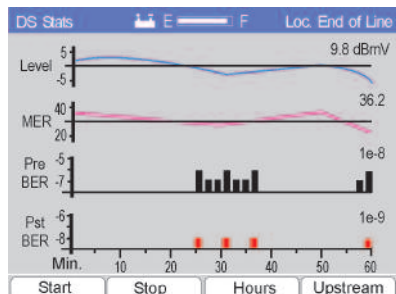 DS Stats E F Loc. End of Line
5 9.8 dBmV
Level
-5
40 36.2
MER
20
Pre -5 1e-8
BER -7
Pst -6 1e-9
BER -8
Min. 10 20 30 40 50 60
Start Stop Hours Upstream